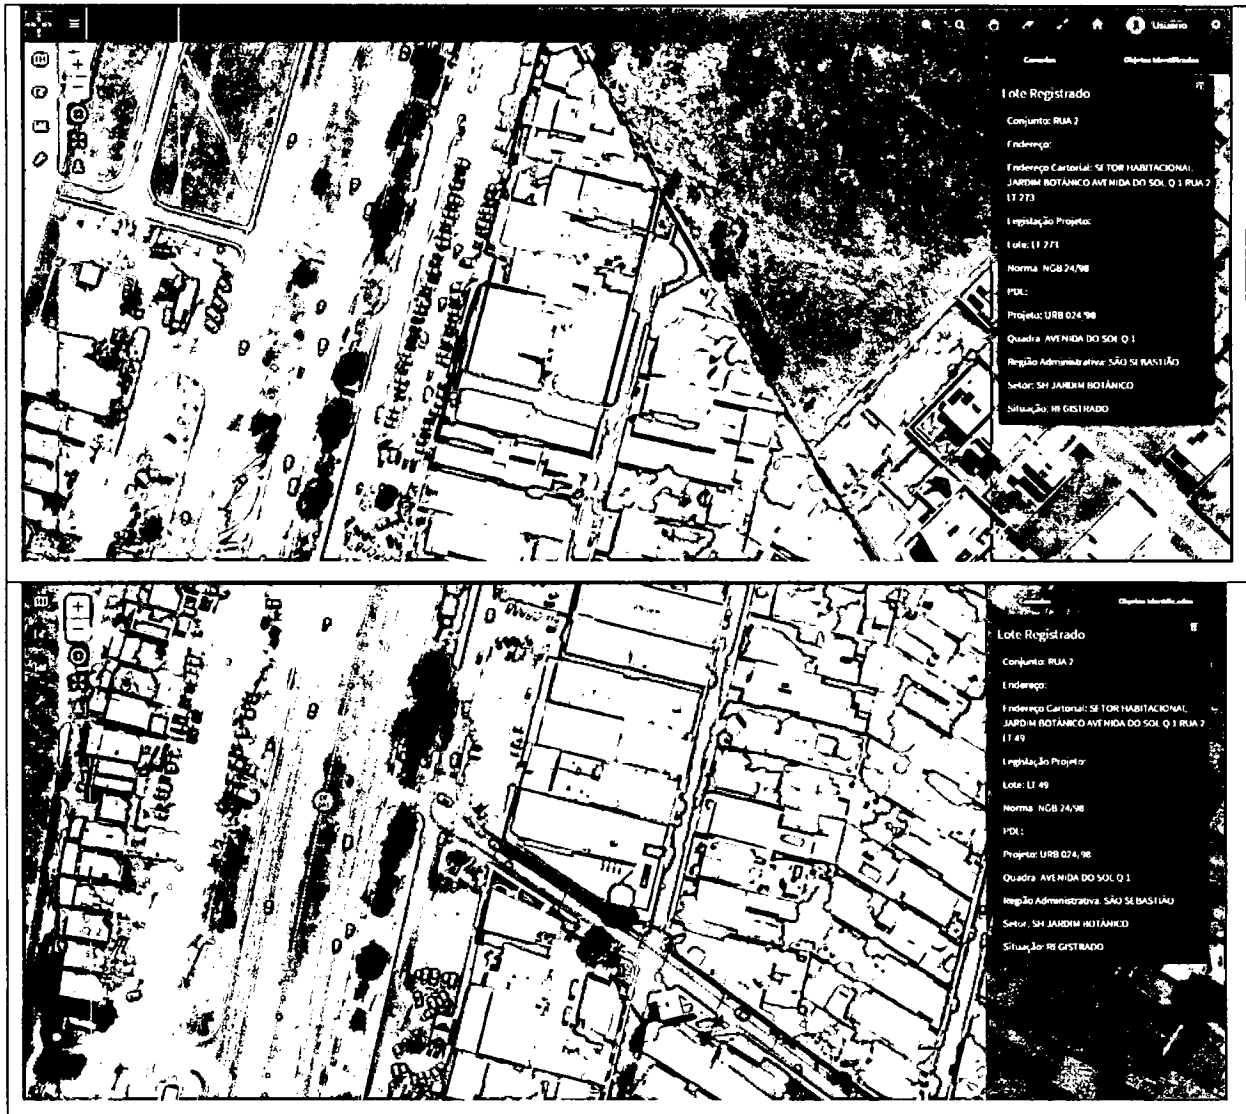 Usuário
Camadas
Objetos Identificados
Lote Registrado
Conjunto: RUA 2
Endereço:
Endereço Cartorial: SETOR HABITACIONAL
JARDIM BOTÂNICO AVENIDA DO SOL Q 1 RUA 2
LT 273
Legislação Projeto:
Lote: LT 273
Norma: NGB 24/98
PDL:
Projeto: URB 024/98
Quadra: AVENIDA DO SOL Q 1
Região Administrativa: SÃO SEBASTIÃO
Setor: SH JARDIM BOTÂNICO
Situação: REGISTRADO
Objetos Identificados
Lote Registrado
Conjunto: RUA 2
Endereço:
Endereço Cartorial: SETOR HABITACIONAL
JARDIM BOTÂNICO AVENIDA DO SOL Q 1 RUA 2
LT 49
Legislação Projeto:
Lote: LT 49
Norma: NGB 24/98
PDL:
Projeto: URB 024/98
Quadra: AVENIDA DO SOL Q 1
Região Administrativa: SÃO SEBASTIÃO
Setor: SH JARDIM BOTÂNICO
Situação: REGISTRADO